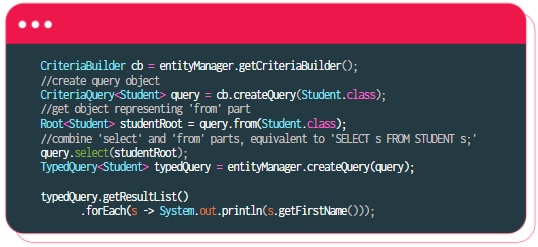 CriteriaBuilder cb = entityManager.getCriteriaBuilder();
//create query object
CriteriaQuery<Student> query = cb.createQuery(Student.class);
//get object representing 'from' part
Root<Student> studentRoot = query.from(Student.class);
//combine 'select' and 'from' parts, equivalent to 'SELECT s FROM STUDENT s;'
query.select(studentRoot);
TypedQuery<Student> typedQuery = entityManager.createQuery(query);
typedQuery.getResultList()
.forEach(s -> System.out.println(s.getFirstName()));